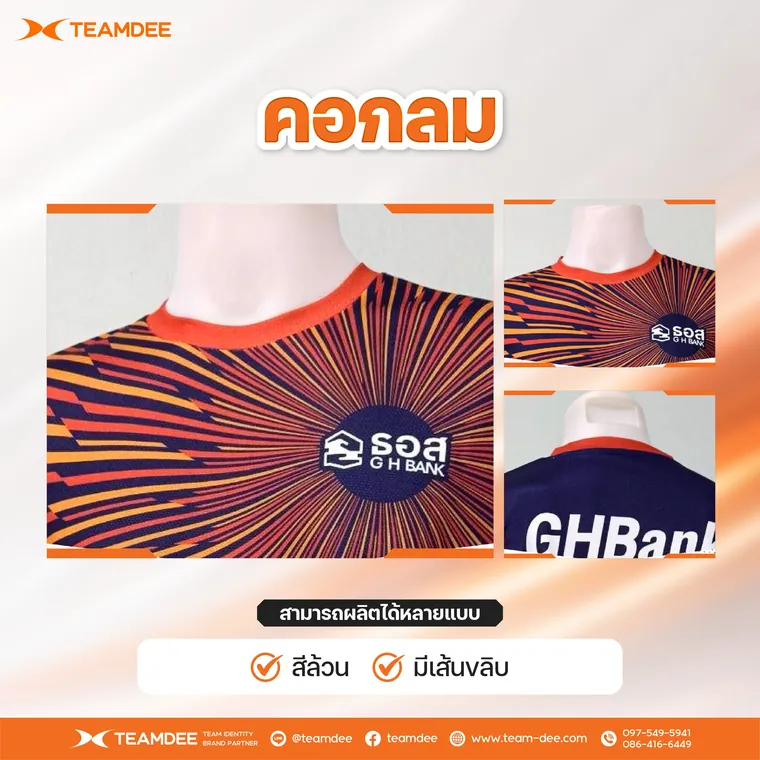 TEAMDEE
คอกลม
ธอส
G H BANK
ธอส
G H BANK
GHBank
สามารถผลิตได้หลายแบบ
สีล้วน มีเส้นขลิบ
TEAMDEE TEAM IDENTITY BRAND PARTNER @teamdee teamdee www.team-dee.com 097-549-5941
086-416-6449